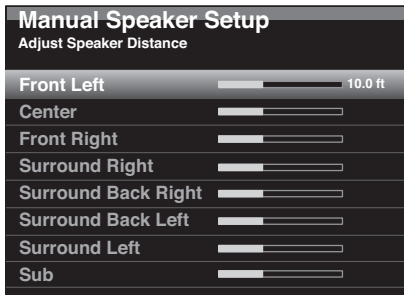 Manual Speaker Setup
Adjust Speaker Distance
Front Left 10.0 ft
Center
Front Right
Surround Right
Surround Back Right
Surround Back Left
Surround Left
Sub